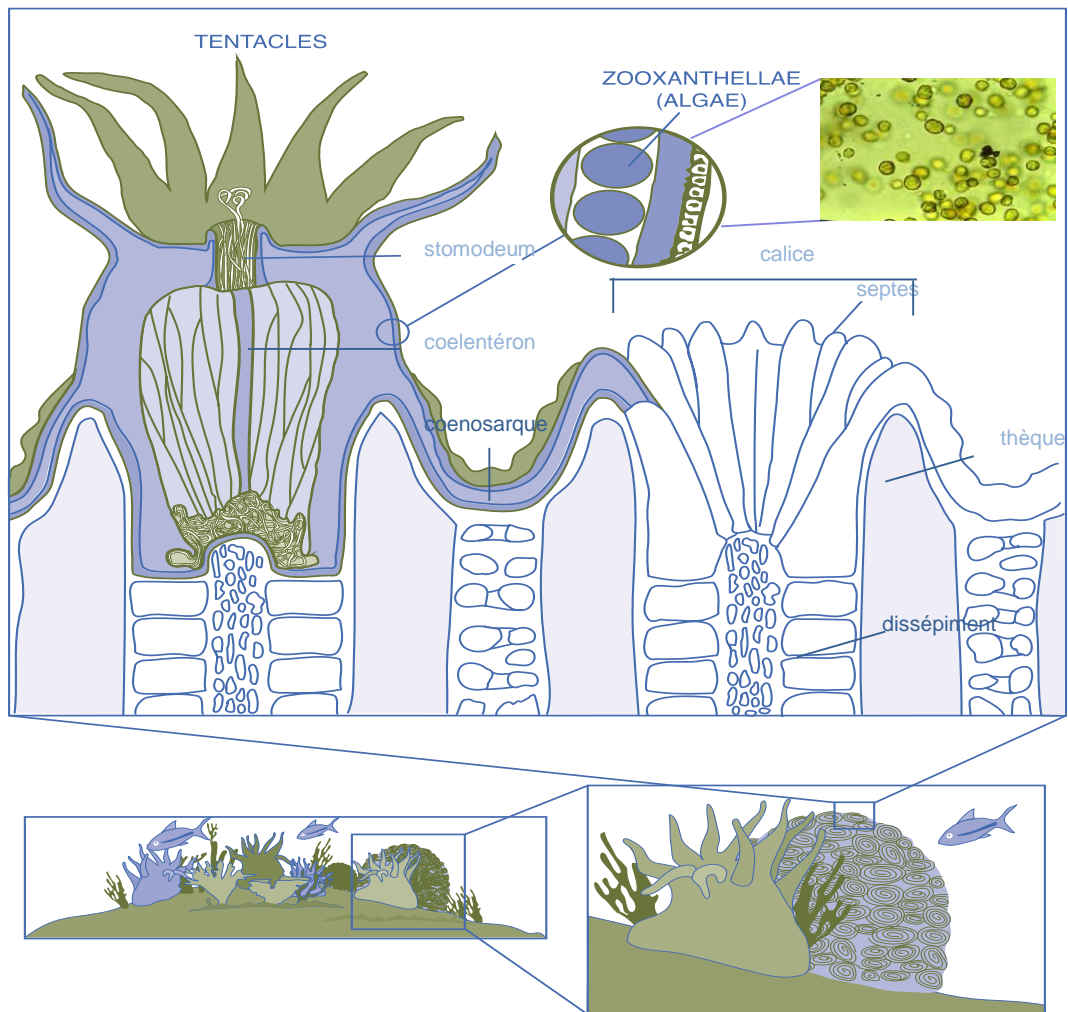 TENTACLES
ZOOXANTHELLAE
(ALGAE)
stomodeum
calice
septes
coelentéron
coenosarque
thèque
dissépiment